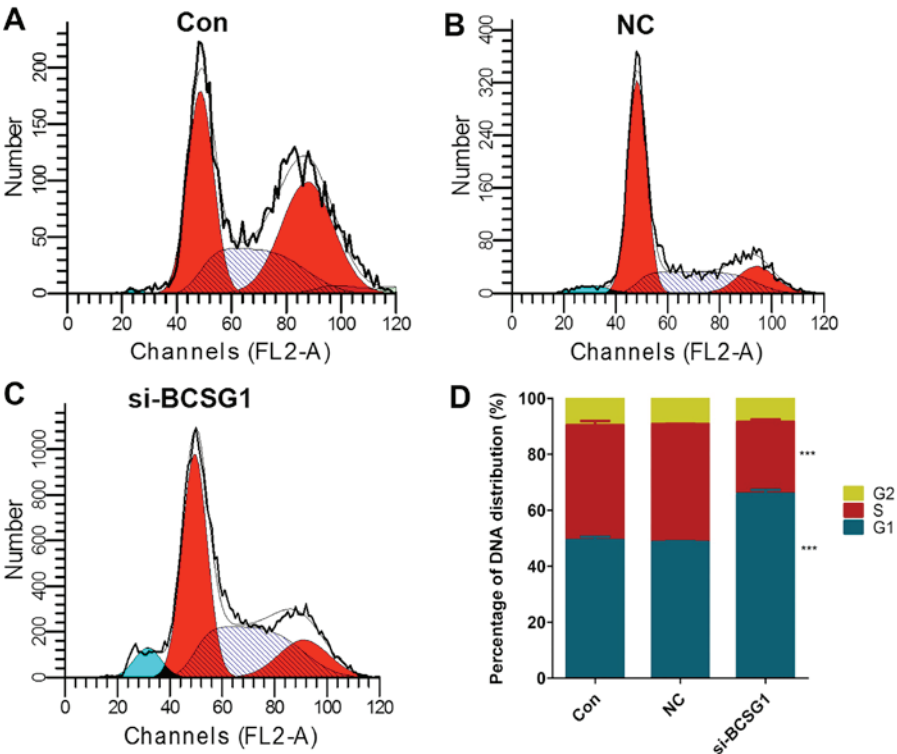 A
Con
Number
200
150
100
50
0
0 20 40 60 80 100 120
Channels (FL2-A)
B
NC
Number
400
320
240
160
80
0
0 20 40 60 80 100 120
Channels (FL2-A)
C
si-BCSG1
Number
1000
800
600
400
200
0
0 20 40 60 80 100 120
Channels (FL2-A)
D
Percentage of DNA distribution (%)
100
80
60
40
20
0
***
***
Con NC si-BCSG1
G2
S
G1